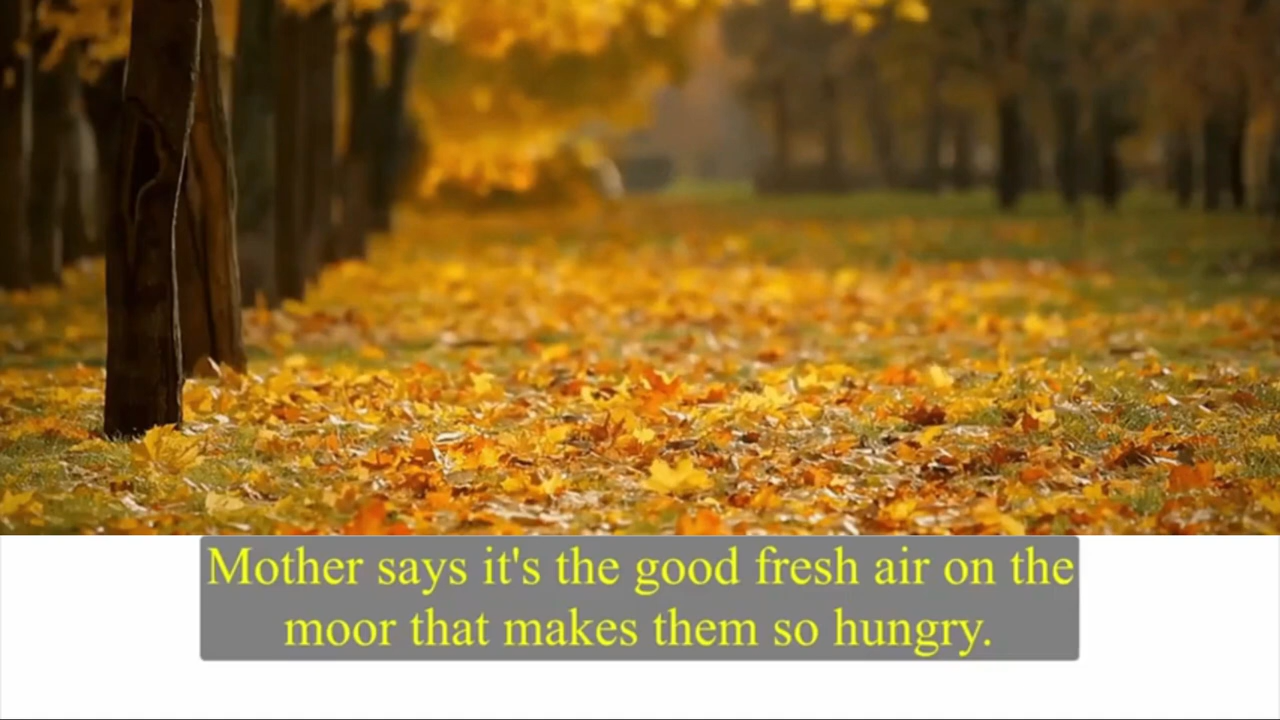 Mother says it's the good fresh air on the
moor that makes them so hungry.